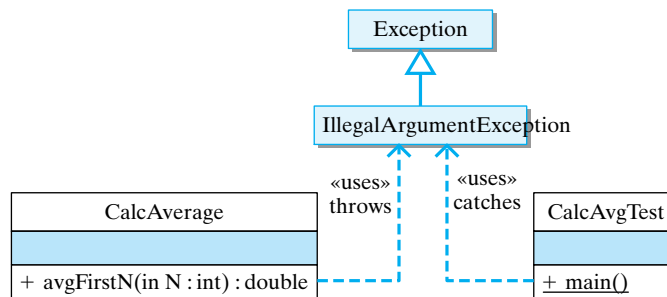 Exception
IllegalArgumentException
«uses»
throws
«uses»
catches
CalcAverage
+ avgFirstN(in N : int) : double
CalcAvgTest
+ main()